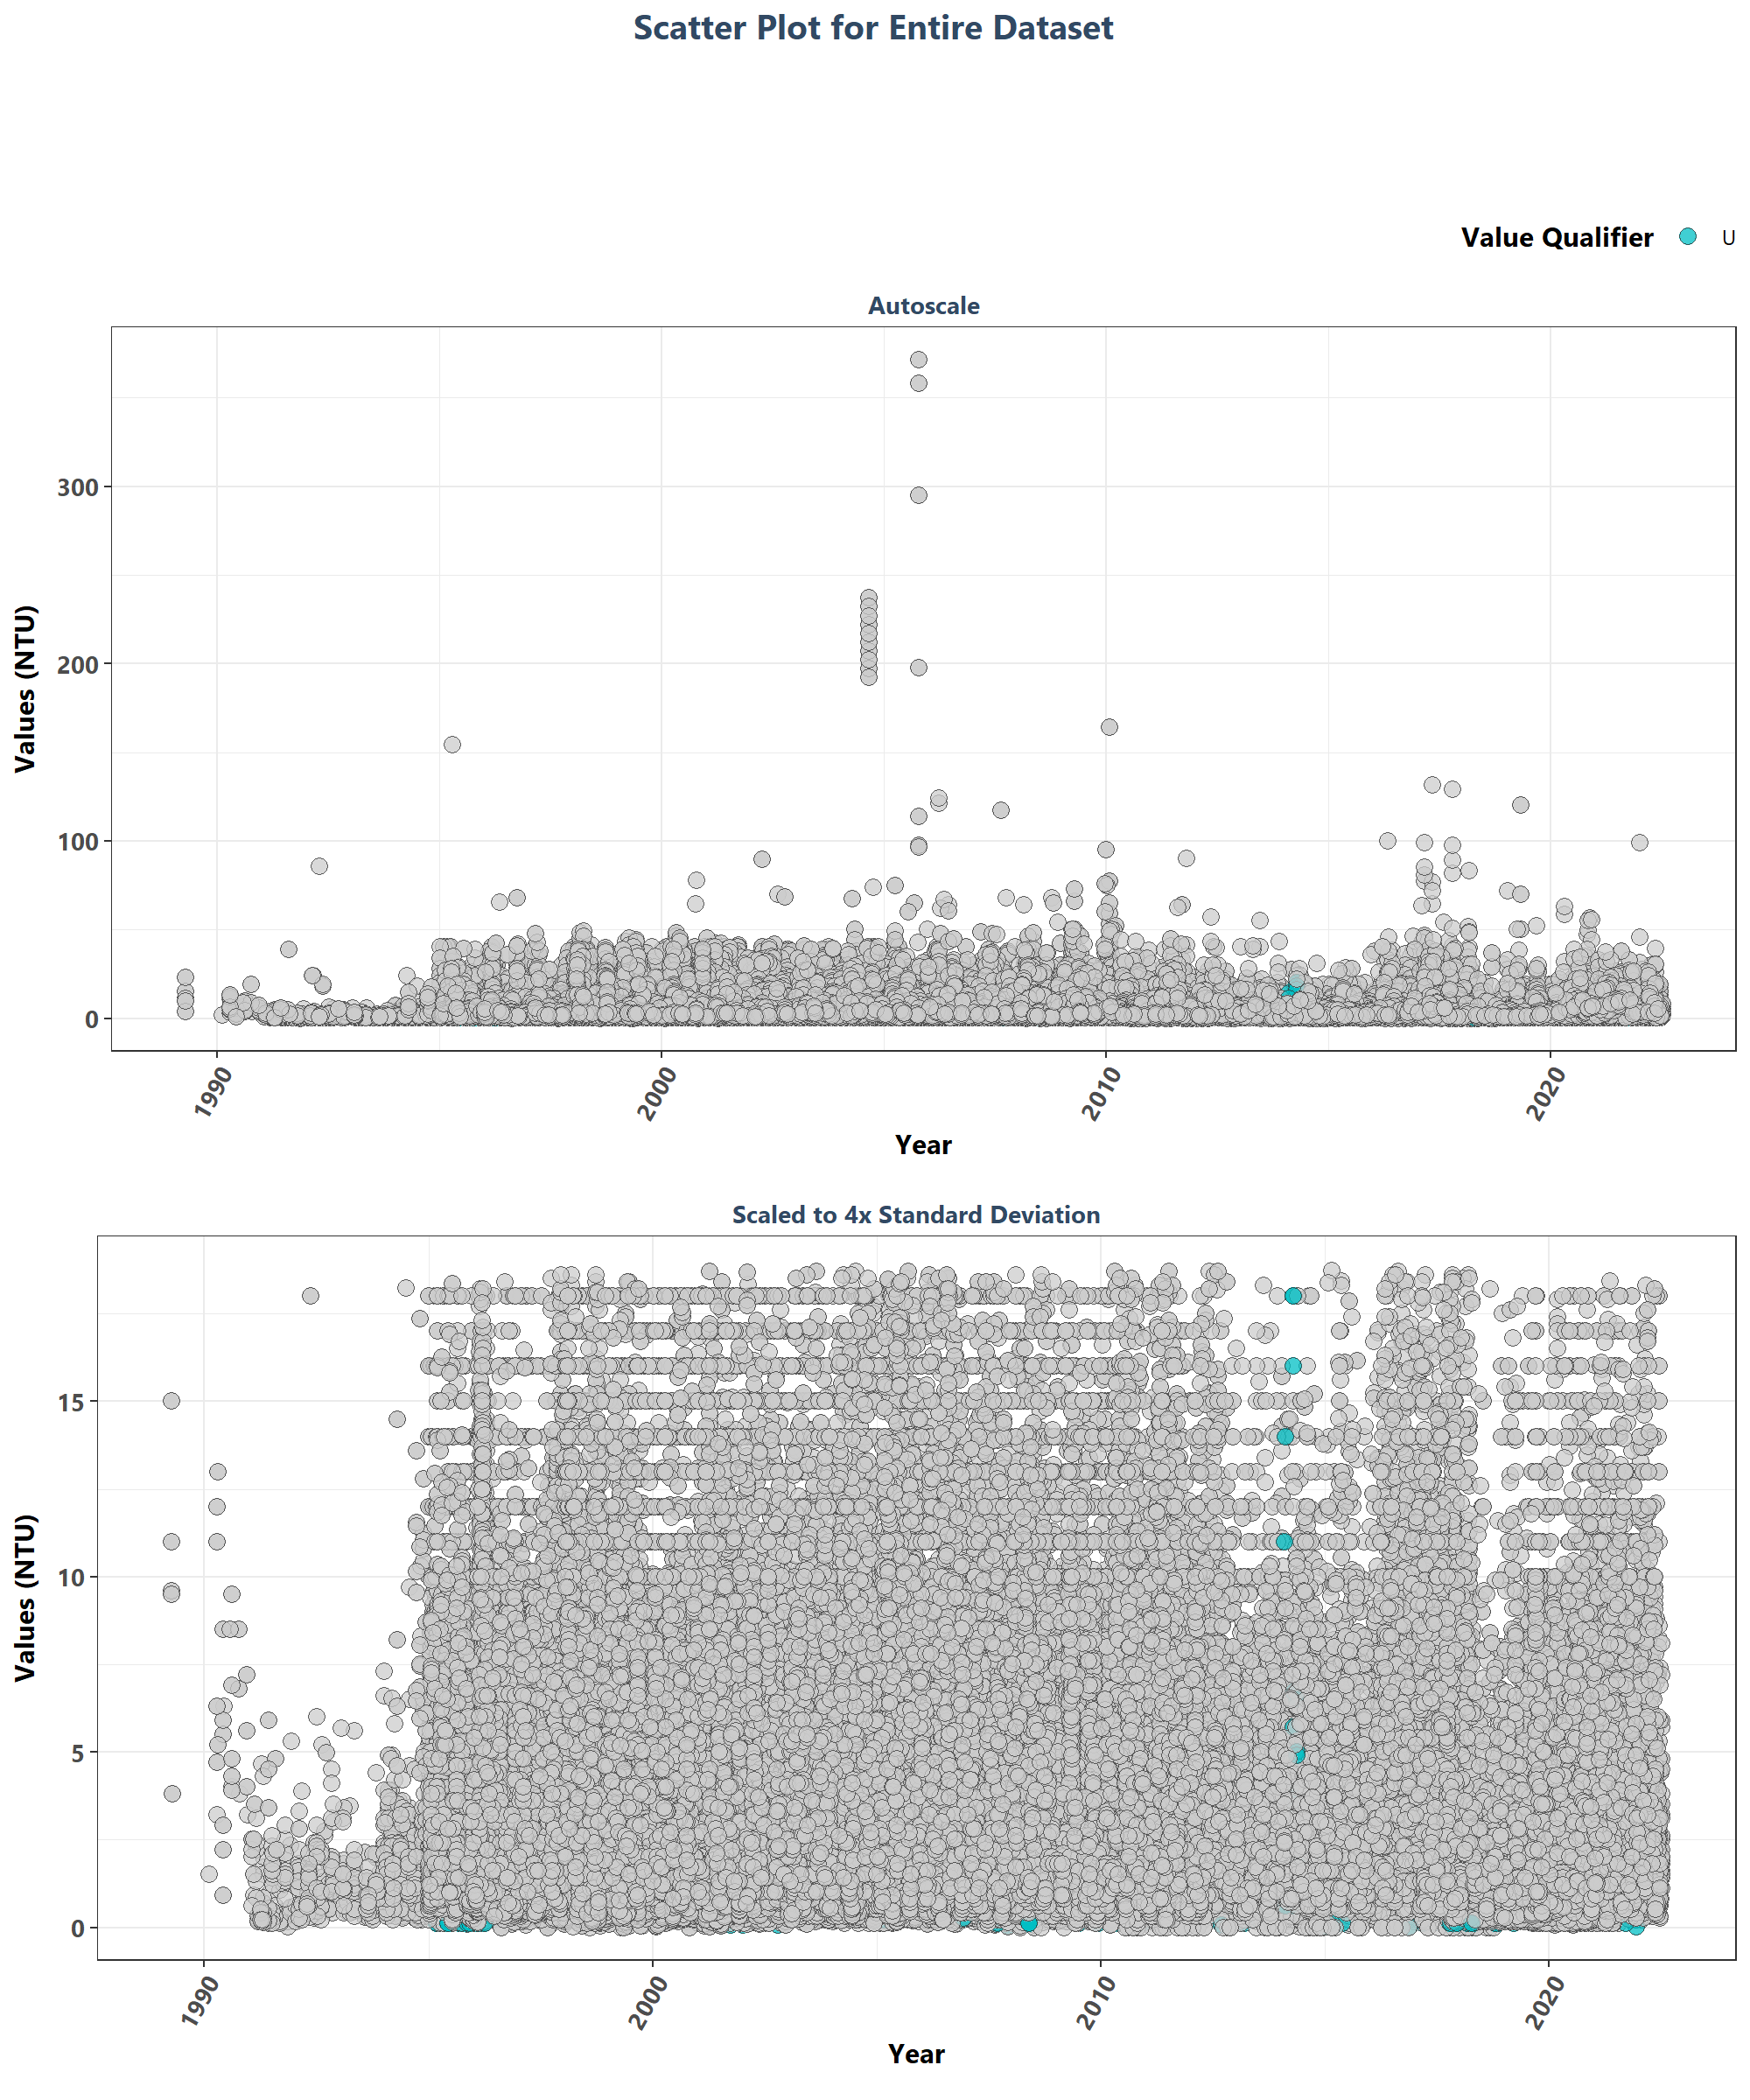 Scatter Plot for Entire Dataset
Value Qualifier U
Autoscale
Values (NTU)
300
200
100
0
1990 2000 2010 2020
Year
Scaled to 4x Standard Deviation
Values (NTU)
15
10
5
0
1990 2000 2010 2020
Year